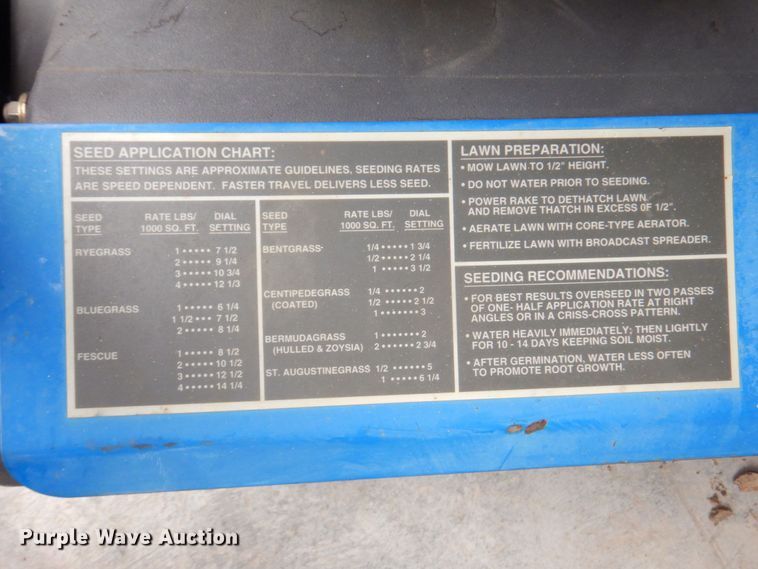 SEED APPLICATION CHART:
THESE SETTINGS ARE APPROXIMATE GUIDELINES. SEEDING RATES
ARE SPEED DEPENDENT. FASTER TRAVEL DELIVERS LESS SEED.
SEED TYPE RATE LBS/ 1000 SQ. FT. DIAL SETTING
RYEGRASS 1 ••••• 7 1/2
2 ••••• 9 1/4
3 ••••• 10 3/4
4 ••••• 12 1/3
BLUEGRASS 1 ••••• 6 1/4
1 1/2 ••• 7 1/2
2 ••••• 8 1/4
FESCUE 1 ••••• 8 1/2
2 ••••• 10 1/2
3 ••••• 12 1/2
4 ••••• 14 1/4
SEED TYPE RATE LBS/ 1000 SQ. FT. DIAL SETTING
BENTGRASS 1/4 ••••• 1 3/4
1/2 ••••• 2 1/4
1 ••••• 3 1/2
CENTIPEDEGRASS 1/4 ••••• 2
(COATED) 1/2 ••••• 2 1/2
1 ••••••• 3
BERMUDAGRASS 1 ••••••• 2
(HULLED & ZOYSIA) 2 ••••••• 2 3/4
ST. AUGUSTINEGRASS 1/2 •••••• 5
1 ••••• 6 1/4
LAWN PREPARATION:
• MOW LAWN TO 1/2" HEIGHT.
• DO NOT WATER PRIOR TO SEEDING.
• POWER RAKE TO DETHATCH LAWN
AND REMOVE THATCH IN EXCESS 0F 1/2".
• AERATE LAWN WITH CORE-TYPE AERATOR.
• FERTILIZE LAWN WITH BROADCAST SPREADER.
SEEDING RECOMMENDATIONS:
• FOR BEST RESULTS OVERSEED IN TWO PASSES
OF ONE- HALF APPLICATION RATE AT RIGHT
ANGLES OR IN A CRISS-CROSS PATTERN.
• WATER HEAVILY IMMEDIATELY; THEN LIGHTLY
FOR 10 - 14 DAYS KEEPING SOIL MOIST.
• AFTER GERMINATION, WATER LESS OFTEN
TO PROMOTE ROOT GROWTH.
Purple Wave Auction